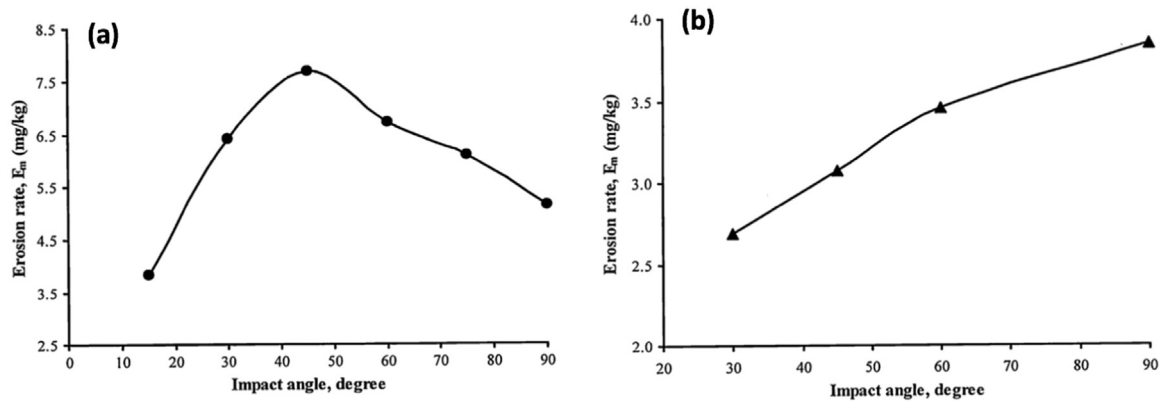 (a)
Erosion rate, Em (mg/kg)
8.5
7.5
6.5
5.5
4.5
3.5
2.5
0 10 20 30 40 50 60 70 80 90
Impact angle, degree
(b)
Erosion rate, Em (mg/kg)
4.0
3.5
3.0
2.5
2.0
20 30 40 50 60 70 80 90
Impact angle, degree